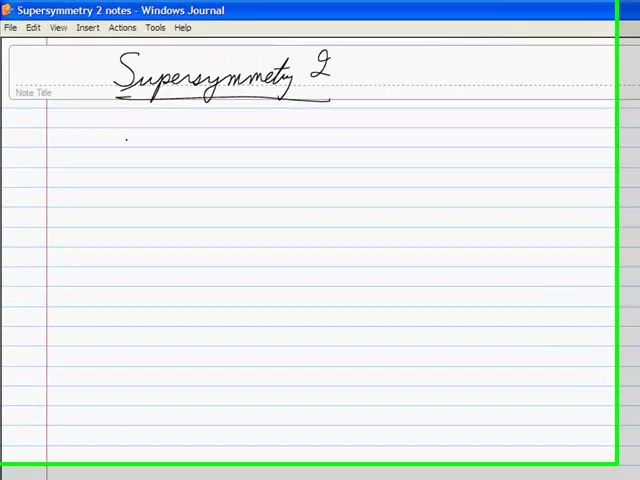 Supersymmetry 2 notes - Windows Journal
File Edit View Insert Actions Tools Help
Supersymmetry 2
Note Title